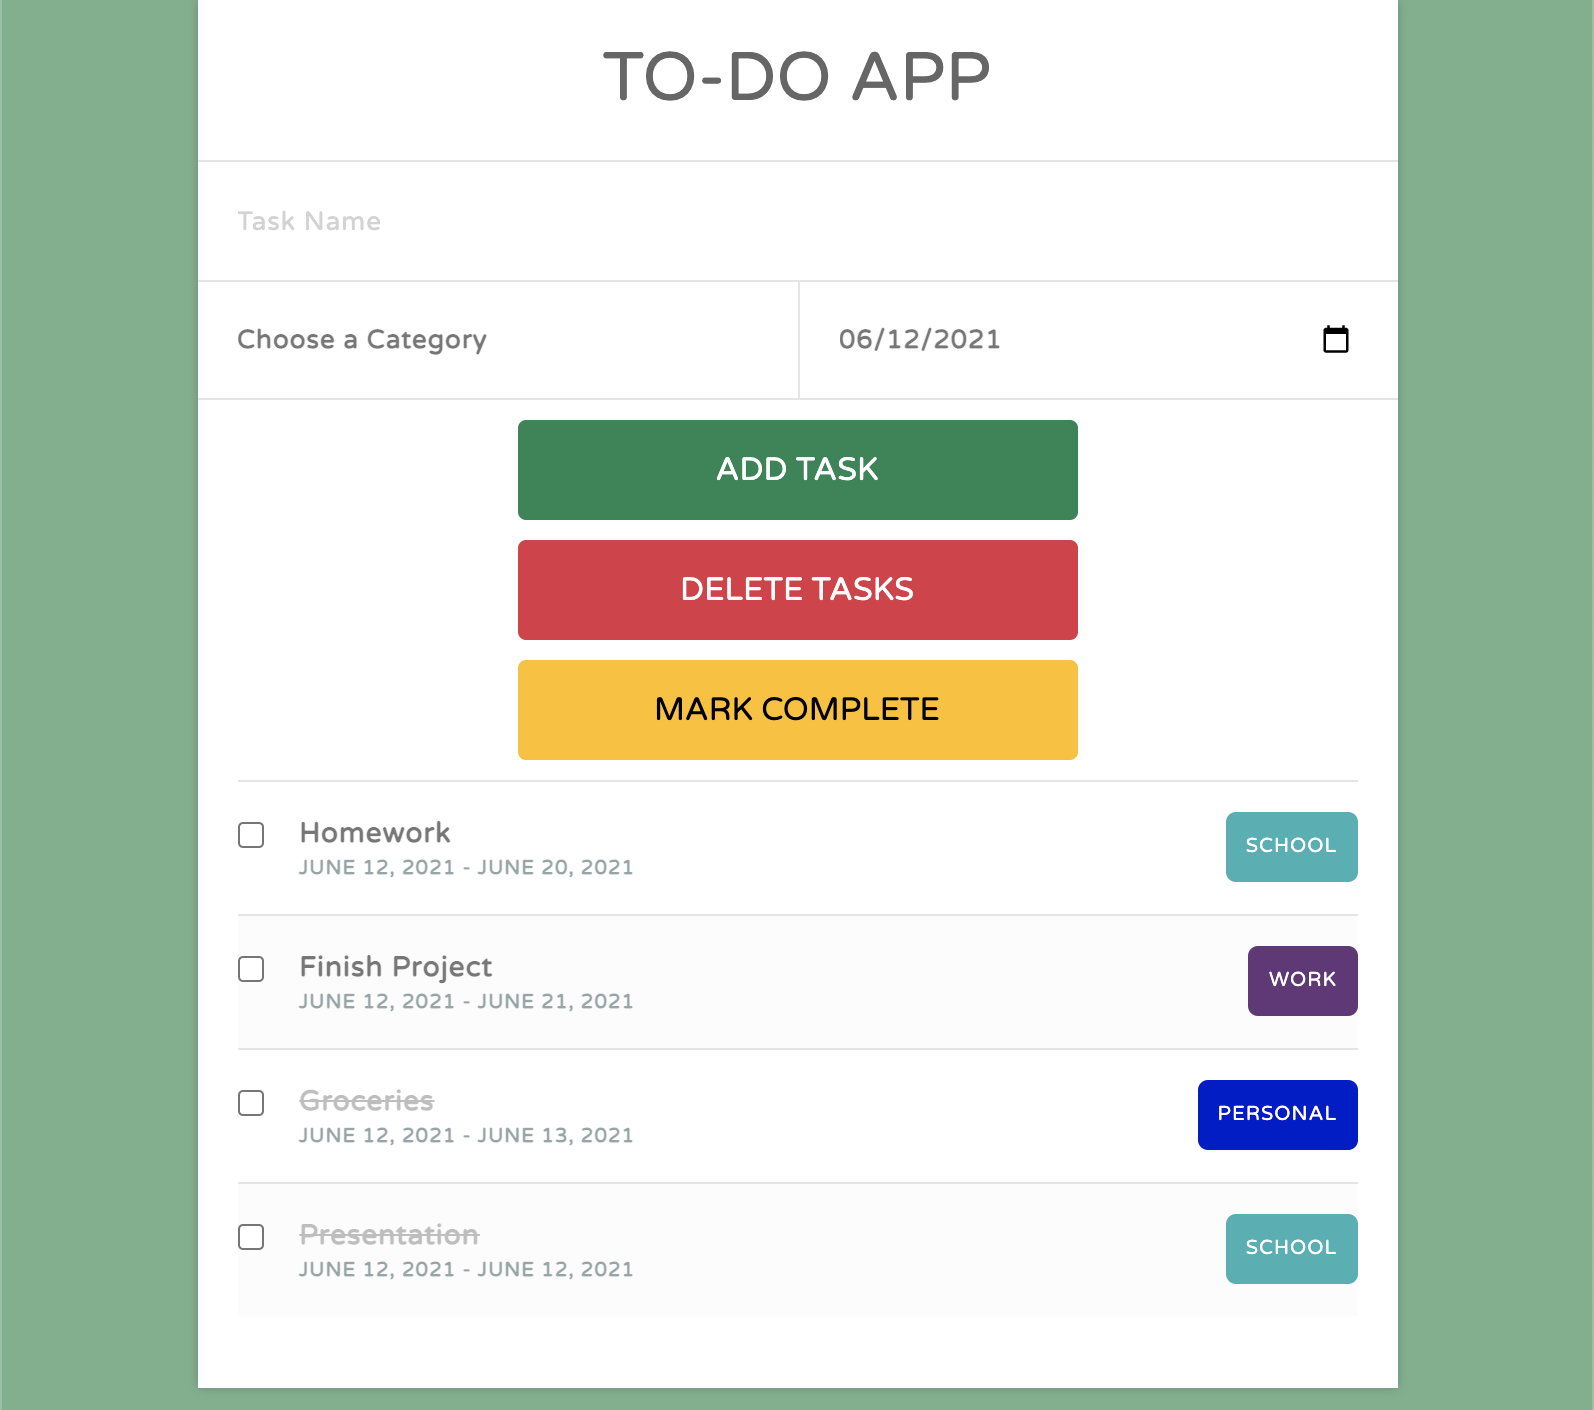 TO-DO APP
Task Name
Choose a Category
06/12/2021
ADD TASK
DELETE TASKS
MARK COMPLETE
Homework
SCHOOL
JUNE 12, 2021 - JUNE 20, 2021
Finish Project
WORK
JUNE 12, 2021 - JUNE 21, 2021
Groceries
PERSONAL
JUNE 12, 2021 - JUNE 13, 2021
Presentation
SCHOOL
JUNE 12, 2021 - JUNE 12, 2021